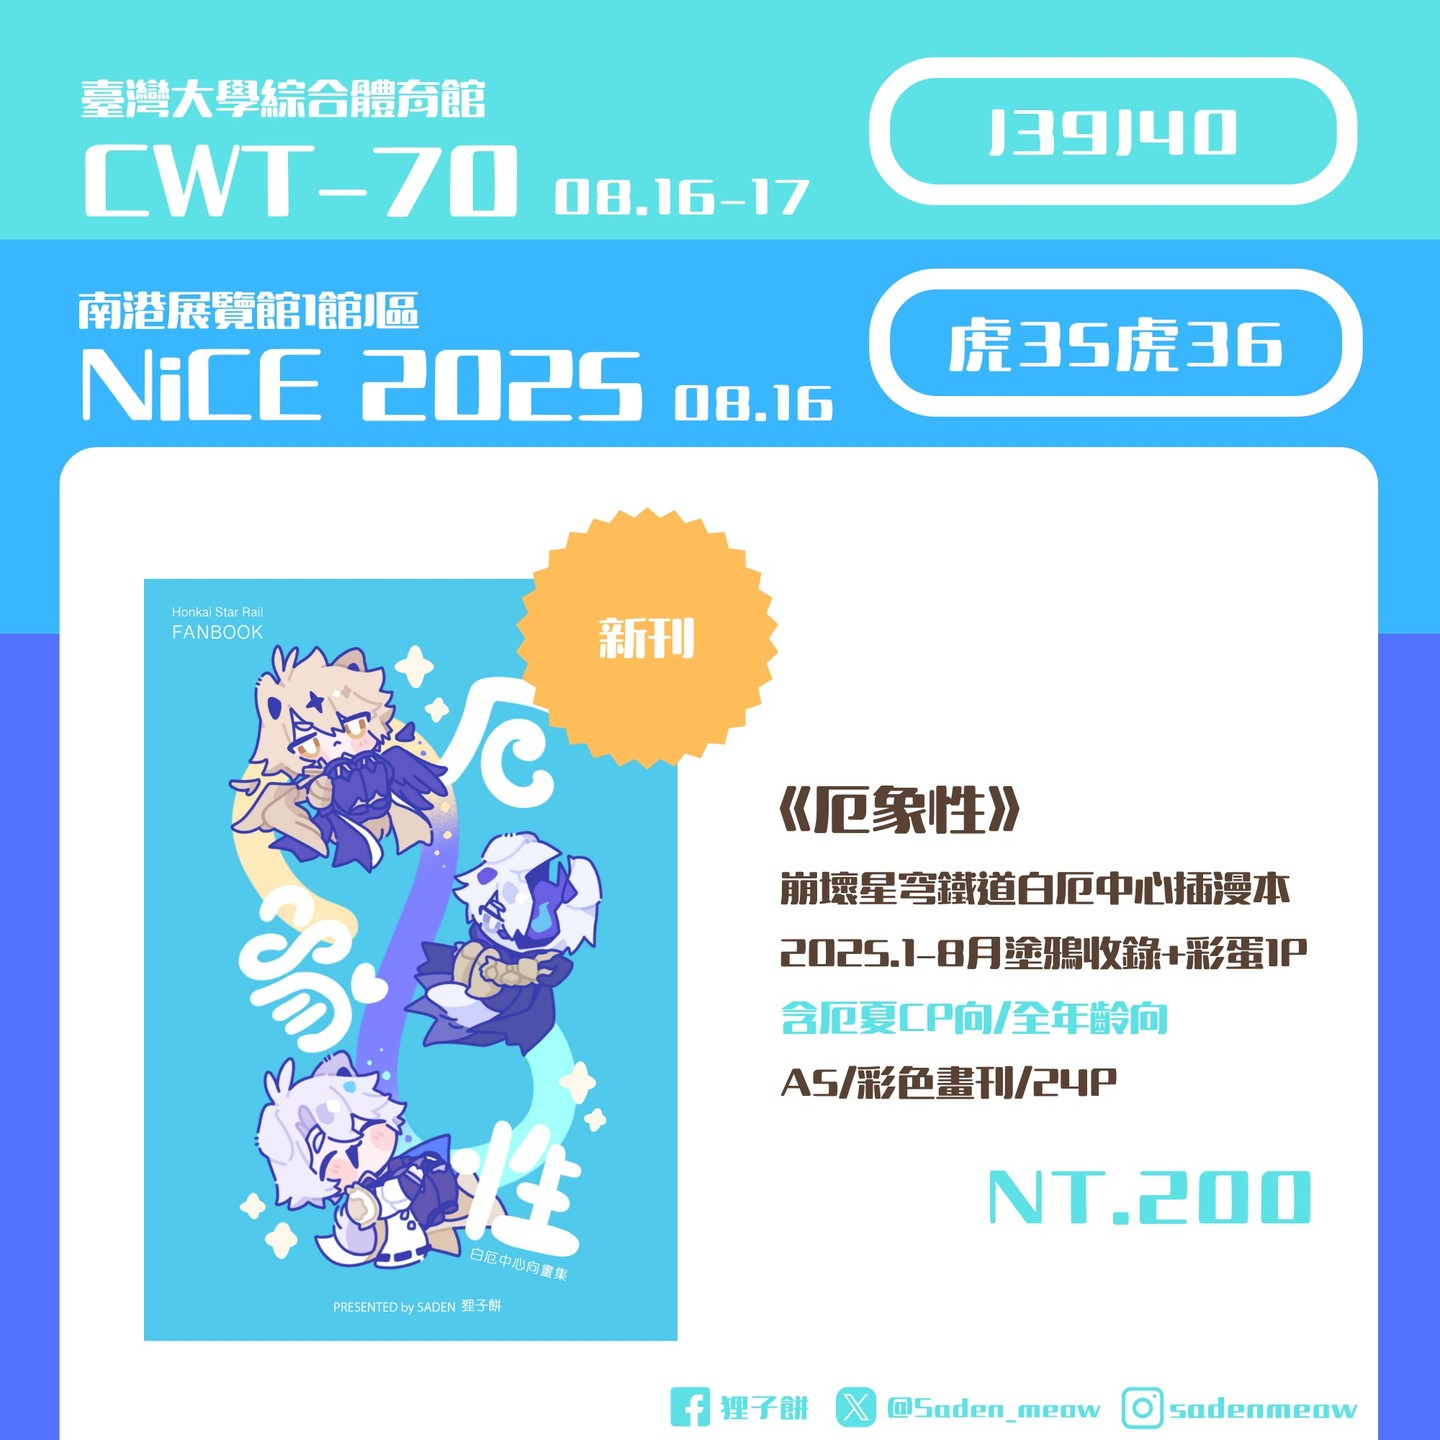 臺灣大學綜合體育館
CWT-70 08.16-17
J39J40
南港展覽館1館J區
NiCE 2025 08.16
虎35虎36
Honkai Star Rail
FANBOOK
新刊
厄
象
性
白厄中心向畫集
PRESENTED by SADEN 狸子餅
《厄象性》
崩壞星穹鐵道白厄中心插漫本
2025.1-8月塗鴉收錄+彩蛋1P
含厄夏CP向/全年齡向
A5/彩色畫刊/24P
NT.200
狸子餅 @Saden_meow sadenmeow